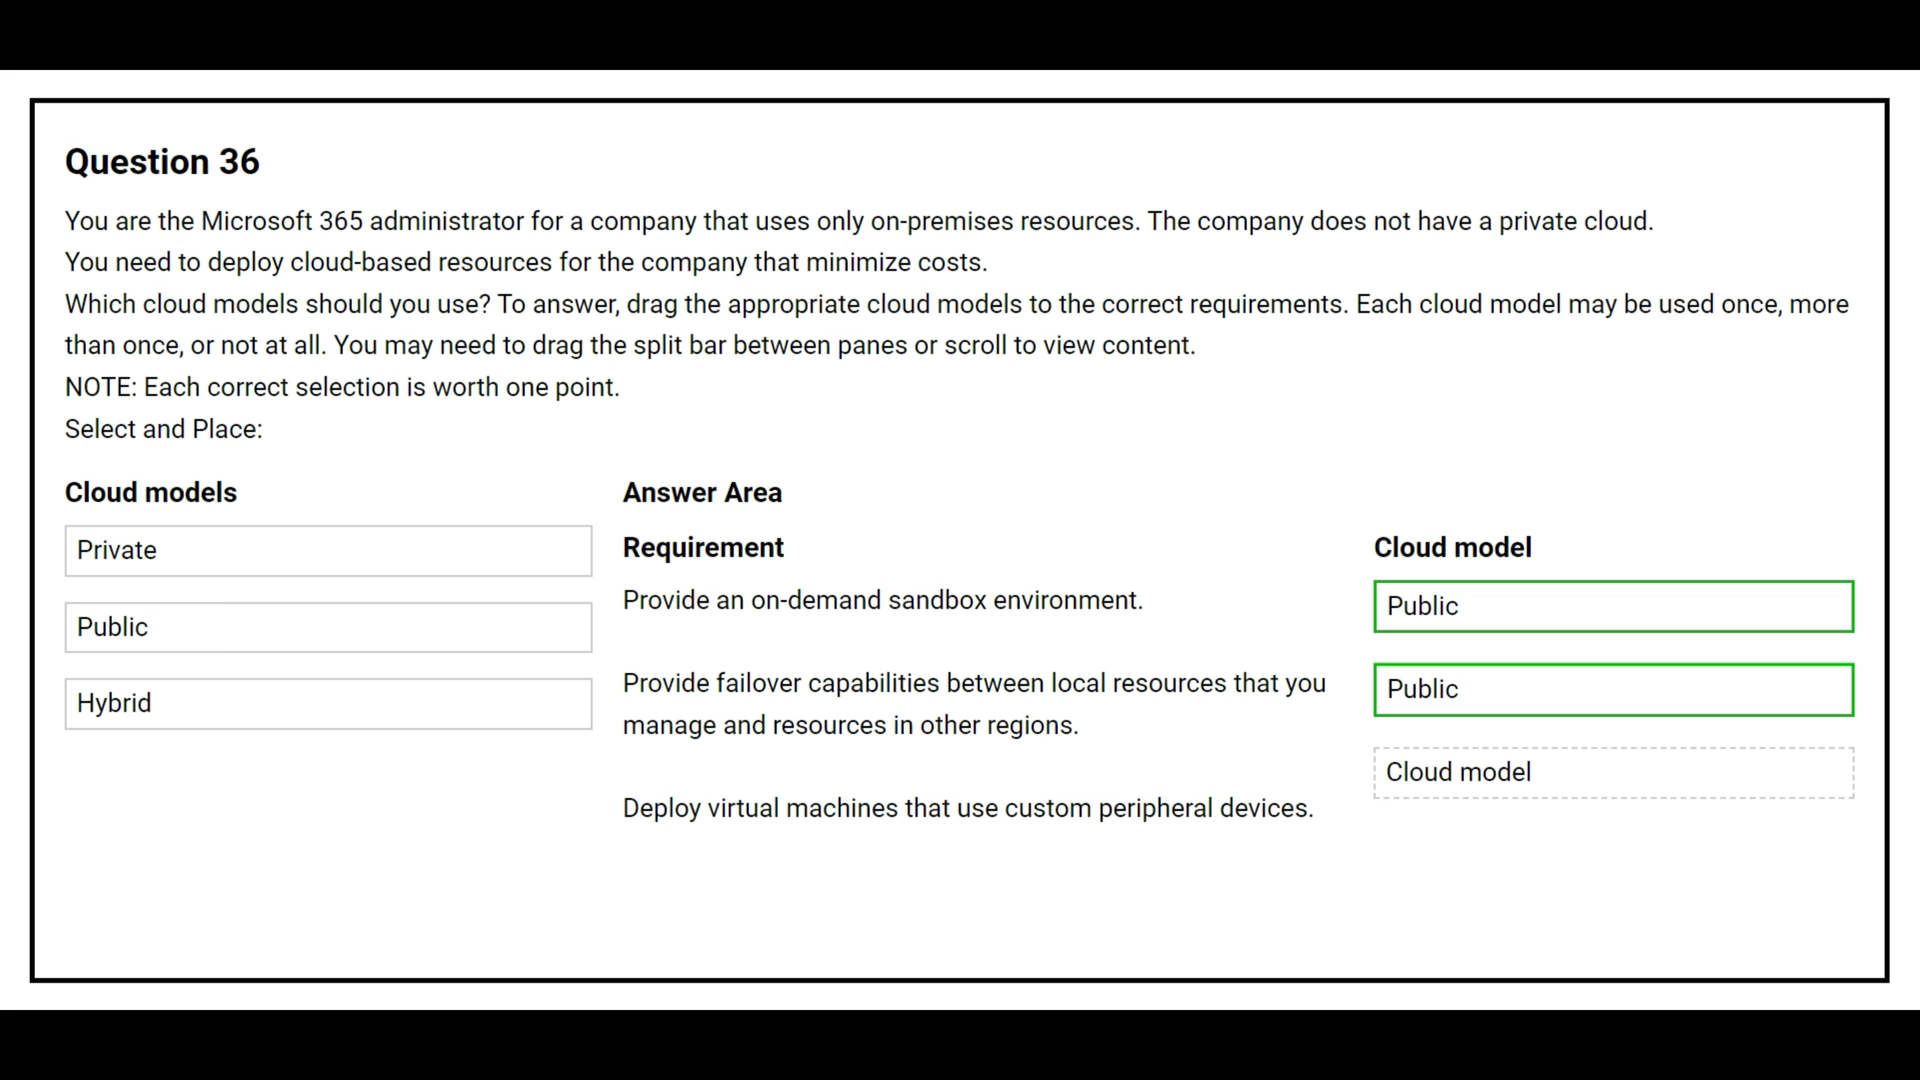 Question 36
You are the Microsoft 365 administrator for a company that uses only on-premises resources. The company does not have a private cloud.
You need to deploy cloud-based resources for the company that minimize costs.
Which cloud models should you use? To answer, drag the appropriate cloud models to the correct requirements. Each cloud model may be used once, more
than once, or not at all. You may need to drag the split bar between panes or scroll to view content.
NOTE: Each correct selection is worth one point.
Select and Place:
Cloud models
Private
Public
Hybrid
Answer Area
Requirement
Provide an on-demand sandbox environment.
Provide failover capabilities between local resources that you
manage and resources in other regions.
Deploy virtual machines that use custom peripheral devices.
Cloud model
Public
Public
Cloud model